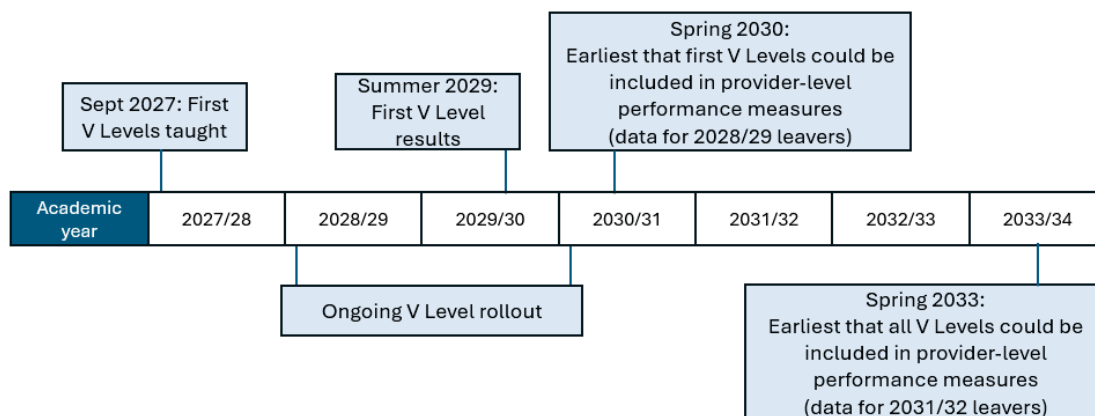 Spring 2030:
Earliest that first V Levels could be
included in provider-level
performance measures
(data for 2028/29 leavers)
Summer 2029:
First V Level
results
Sept 2027: First
V Levels taught
Academic
year
2027/28
2028/29
2029/30
2030/31
2031/32
2032/33
2033/34
Ongoing V Level rollout
Spring 2033:
Earliest that all V Levels could be
included in provider-level
performance measures
(data for 2031/32 leavers)